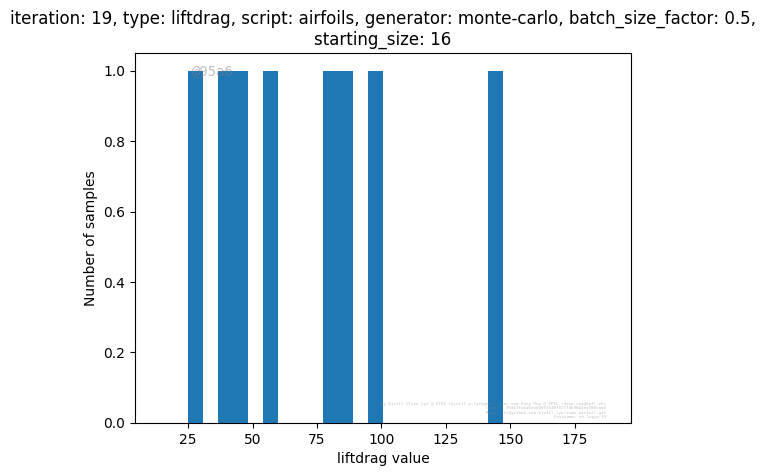 iteration: 19, type: liftdrag, script: airfoils, generator: monte-carlo, batch_size_factor: 0.5,
starting_size: 16
@95a6
1.0
0.8
0.6
0.4
0.2
0.0
Number of samples
25
50
75
100
125
150
175
liftdrag value